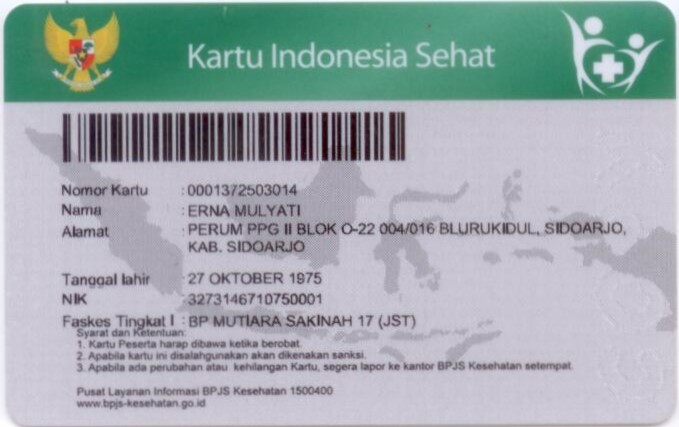 Kartu Indonesia Sehat
Nomor Kartu : 0001372503014
Nama : ERNA MULYATI
Alamat : PERUM PPG II BLOK O-22 004/016 BLURUKIDUL, SIDOARJO,
KAB. SIDOARJO
Tanggal lahir : 27 OKTOBER 1975
NIK : 3273146710750001
Faskes Tingkat I : BP MUTIARA SAKINAH 17 (JST)
Syarat dan Ketentuan:
1. Kartu Peserta harap dibawa ketika berobat.
2. Apabila kartu ini disalahgunakan akan dikenakan sanksi.
3. Apabila ada perubahan atau kehilangan Kartu, segera lapor ke kantor BPJS Kesehatan setempat.
Pusat Layanan Informasi BPJS Kesehatan 1500400
www.bpjs-kesehatan.go.id